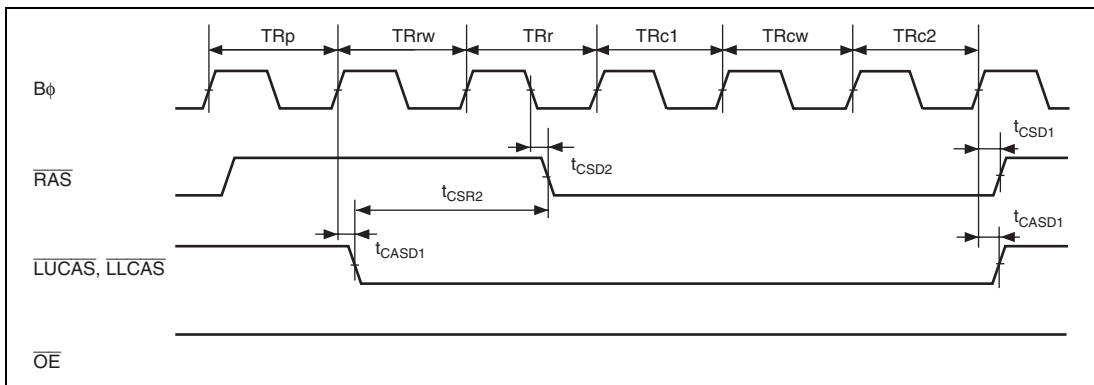 TRp TRrw TRr TRc1 TRcw TRc2
Bφ
tCSD1
tCSD2
RAS
tCSR2
tCASD1
tCASD1
LUCAS, LLCAS
OE